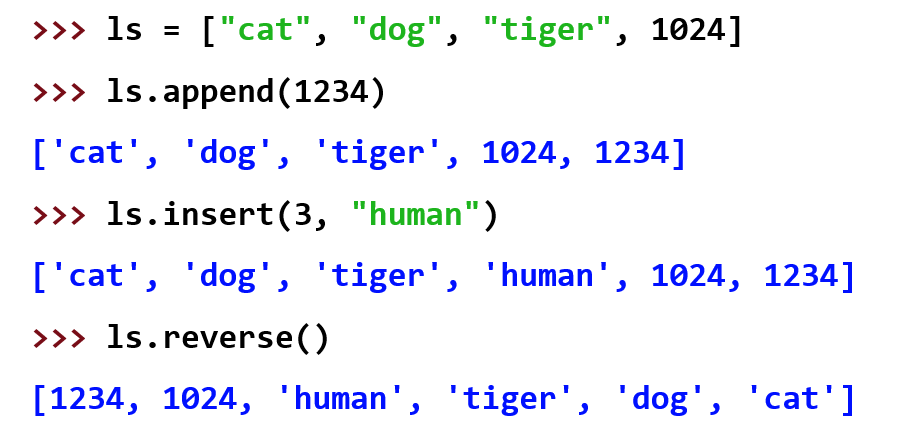 >>> ls = ["cat", "dog", "tiger", 1024]
>>> ls.append(1234)
['cat', 'dog', 'tiger', 1024, 1234]
>>> ls.insert(3, "human")
['cat', 'dog', 'tiger', 'human', 1024, 1234]
>>> ls.reverse()
[1234, 1024, 'human', 'tiger', 'dog', 'cat']